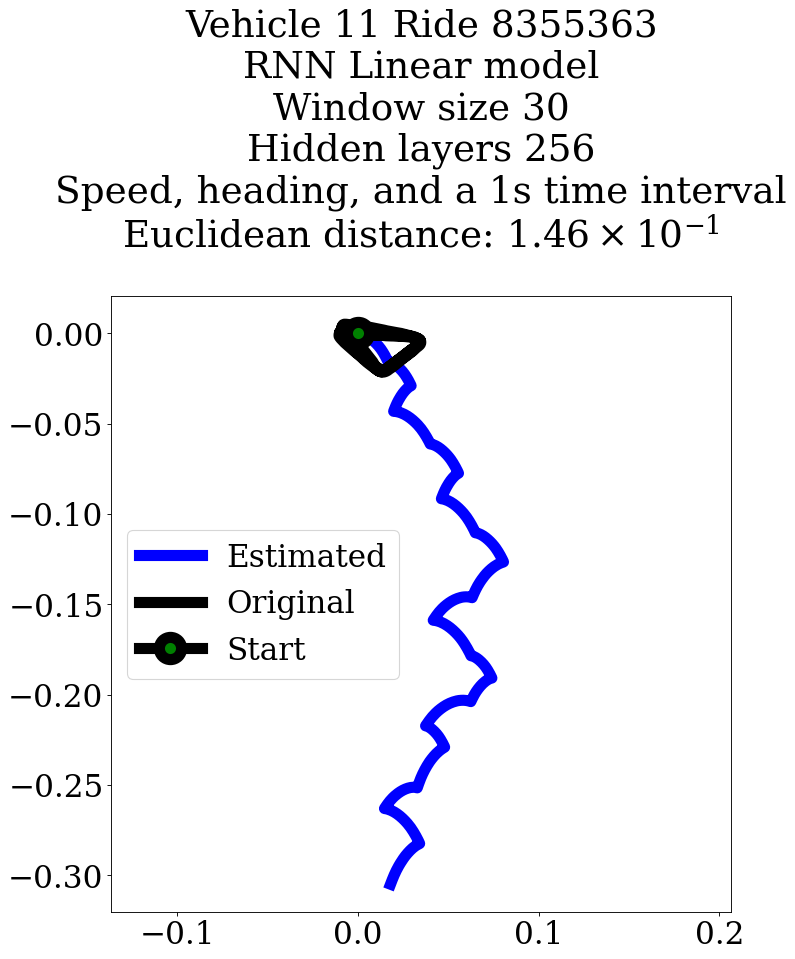 Vehicle 11 Ride 8355363
RNN Linear model
Window size 30
Hidden layers 256
Speed, heading, and a 1s time interval
Euclidean distance: 1.46 × 10⁻¹
0.00
−0.05
−0.10
−0.15
−0.20
−0.25
−0.30
Estimated
Original
Start
−0.1
0.0
0.1
0.2